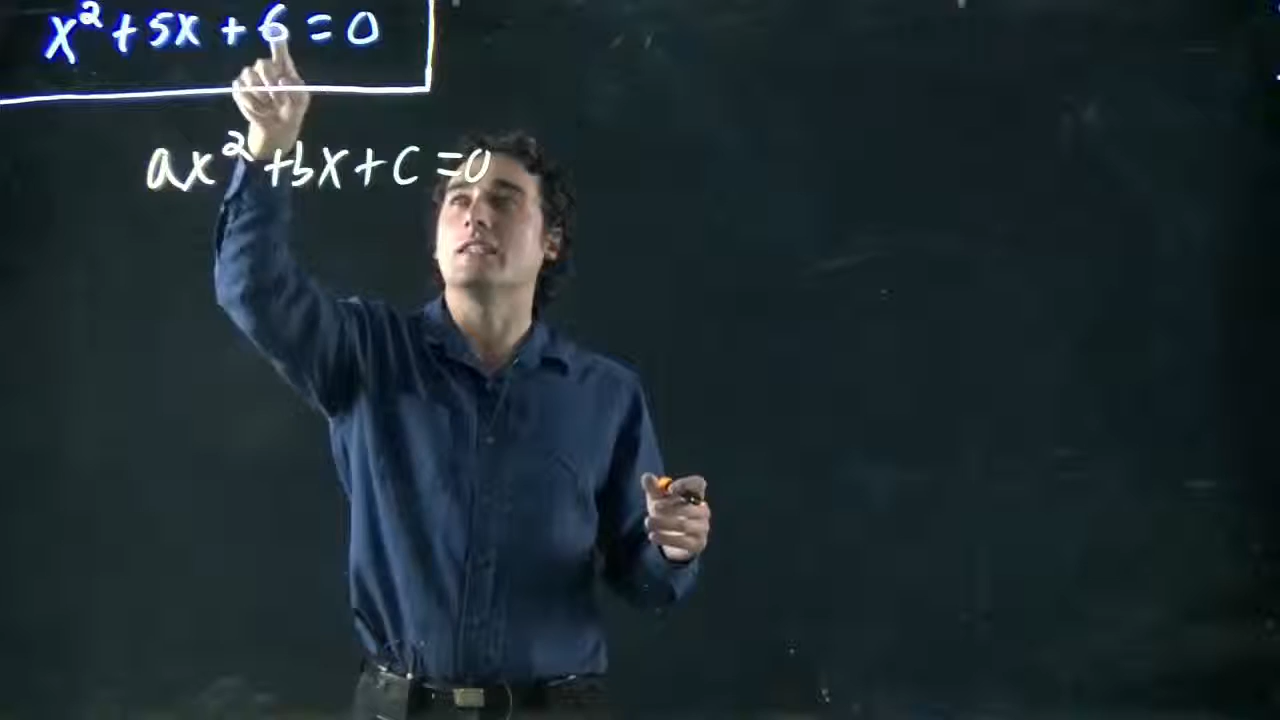 x² + 5x + 6 = 0
ax² + bx + c = 0